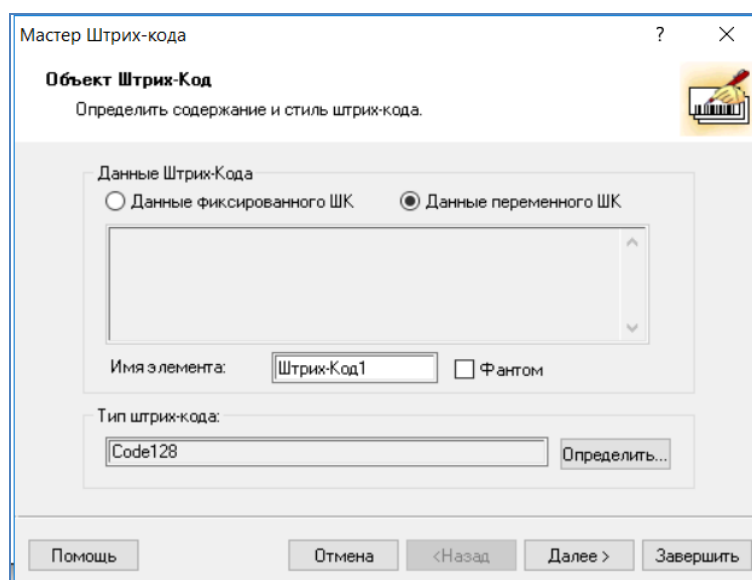 Мастер Штрих-кода
Объект Штрих-Код
Определить содержание и стиль штрих-кода.
Данные Штрих-Кода
Данные фиксированного ШК Данные переменного ШК
Имя элемента: Штрих-Код1 Фантом
Тип штрих-кода:
Code128 Определить...
Помощь Отмена <Назад Далее > Завершить